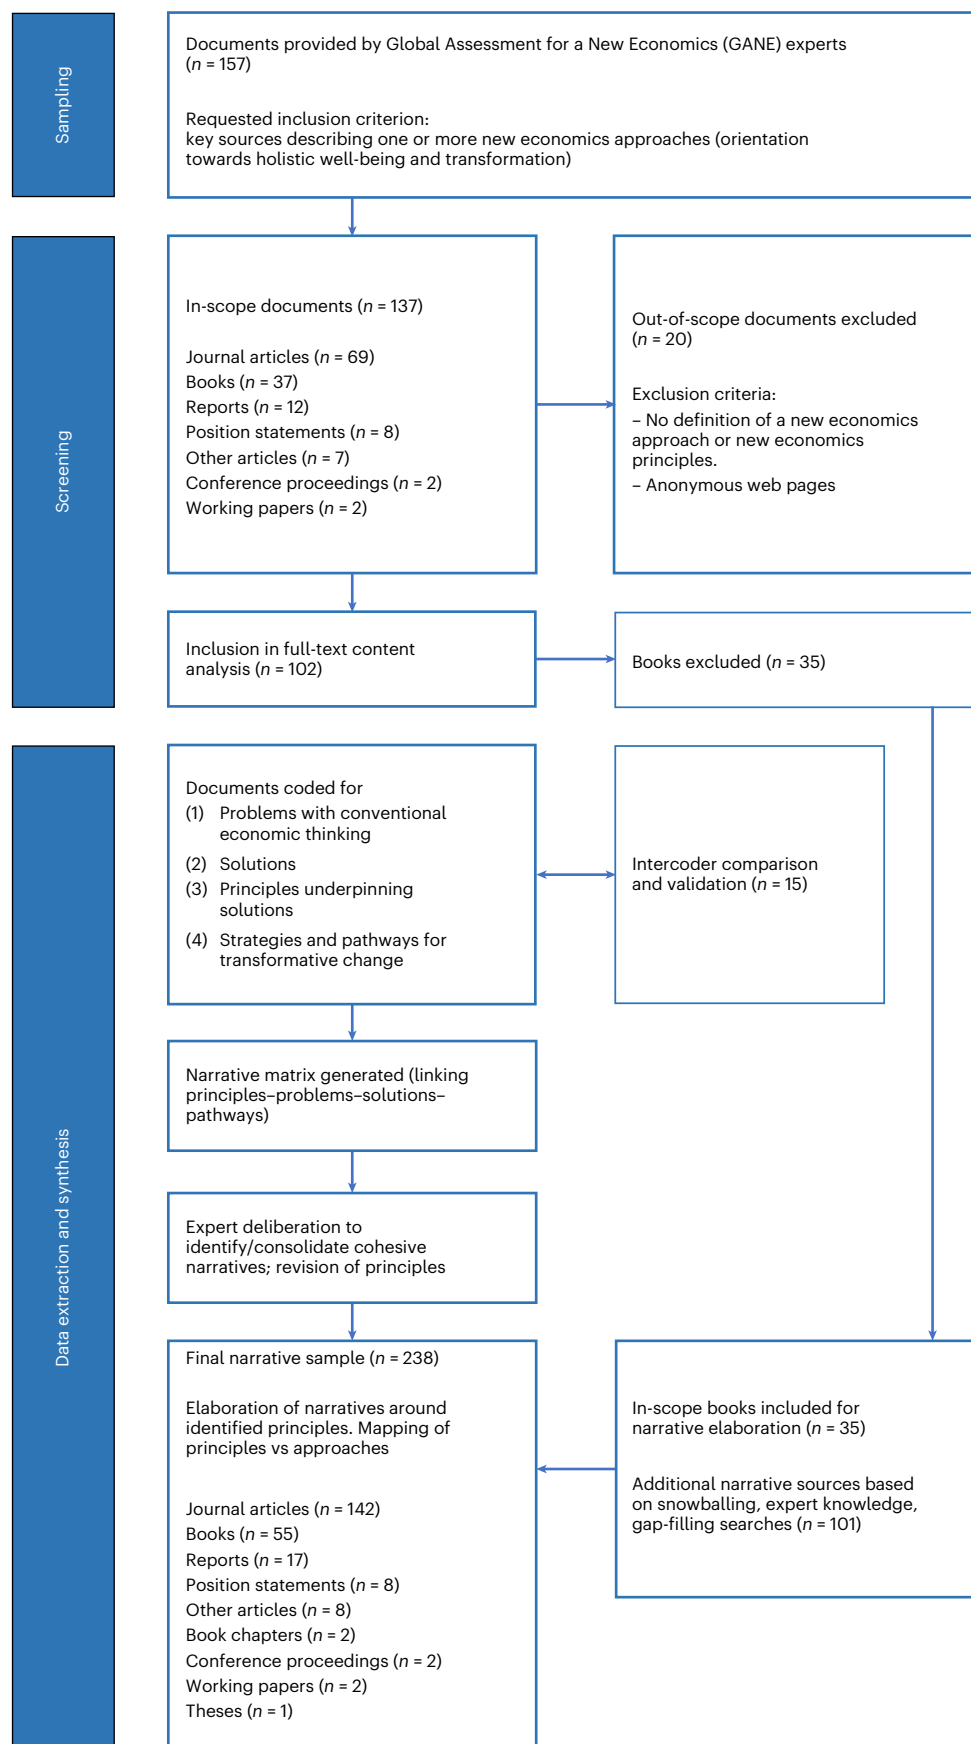 Sampling
Documents provided by Global Assessment for a New Economics (GANE) experts
(n = 157)
Requested inclusion criterion:
key sources describing one or more new economics approaches (orientation
towards holistic well-being and transformation)
Screening
In-scope documents (n = 137)
Journal articles (n = 69)
Books (n = 37)
Reports (n = 12)
Position statements (n = 8)
Other articles (n = 7)
Conference proceedings (n = 2)
Working papers (n = 2)
Out-of-scope documents excluded
(n = 20)
Exclusion criteria:
– No definition of a new economics
approach or new economics
principles.
– Anonymous web pages
Inclusion in full-text content
analysis (n = 102)
Books excluded (n = 35)
Data extraction and synthesis
Documents coded for
(1) Problems with conventional
economic thinking
(2) Solutions
(3) Principles underpinning
solutions
(4) Strategies and pathways for
transformative change
Intercoder comparison
and validation (n = 15)
Narrative matrix generated (linking
principles–problems–solutions–
pathways)
Expert deliberation to
identify/consolidate cohesive
narratives; revision of principles
Final narrative sample (n = 238)
Elaboration of narratives around
identified principles. Mapping of
principles vs approaches
Journal articles (n = 142)
Books (n = 55)
Reports (n = 17)
Position statements (n = 8)
Other articles (n = 8)
Book chapters (n = 2)
Conference proceedings (n = 2)
Working papers (n = 2)
Theses (n = 1)
In-scope books included for
narrative elaboration (n = 35)
Additional narrative sources based
on snowballing, expert knowledge,
gap-filling searches (n = 101)